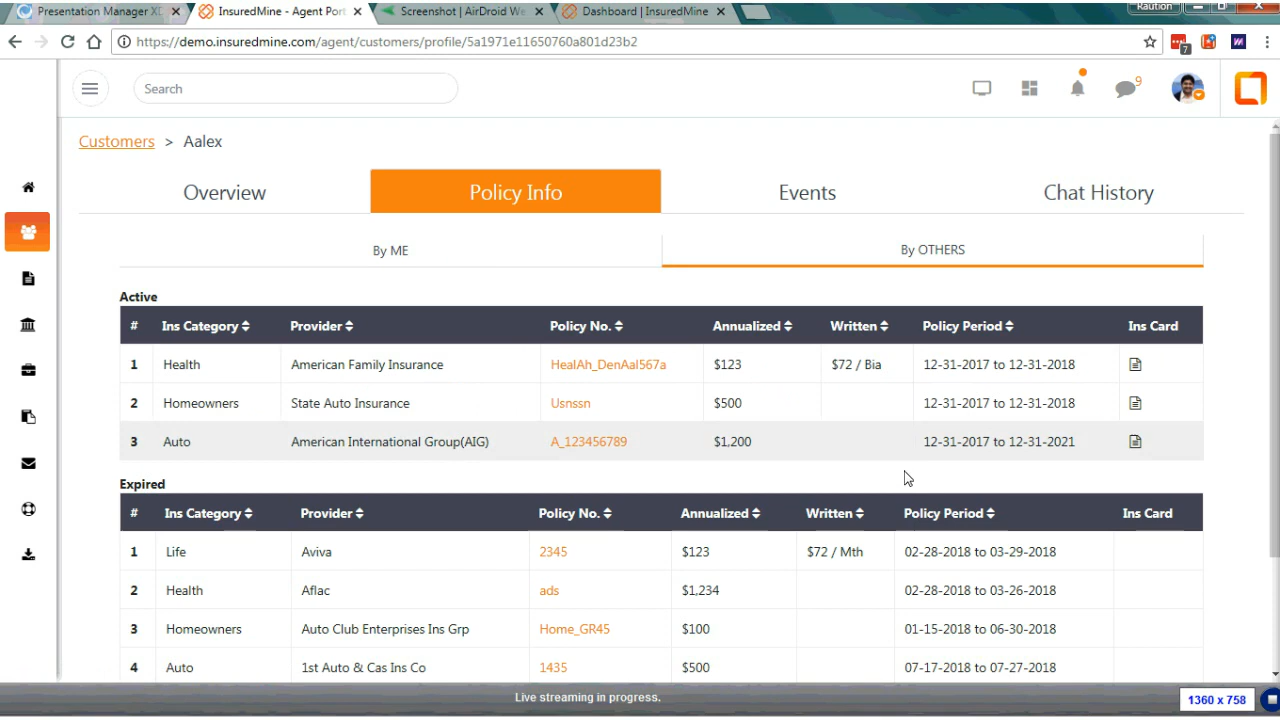 Presentation Manager XD
InsuredMine - Agent Port
Screenshot | AirDroid We
Dashboard | InsuredMine
Raution
https://demo.insuredmine.com/agent/customers/profile/5a1971e11650760a801d23b2
7
Search
9
Customers > Aalex
Overview Policy Info Events Chat History
By ME By OTHERS
Active
# Ins Category Provider Policy No. Annualized Written Policy Period Ins Card
1 Health American Family Insurance HealAh_DenAal567a $123 $72 / Bia 12-31-2017 to 12-31-2018
2 Homeowners State Auto Insurance Usnssn $500 12-31-2017 to 12-31-2018
3 Auto American International Group(AIG) A_123456789 $1,200 12-31-2017 to 12-31-2021
Expired
# Ins Category Provider Policy No. Annualized Written Policy Period Ins Card
1 Life Aviva 2345 $123 $72 / Mth 02-28-2018 to 03-29-2018
2 Health Aflac ads $1,234 02-28-2018 to 03-26-2018
3 Homeowners Auto Club Enterprises Ins Grp Home_GR45 $100 01-15-2018 to 06-30-2018
4 Auto 1st Auto & Cas Ins Co 1435 $500 07-17-2018 to 07-27-2018
Live streaming in progress.
1360 x 758